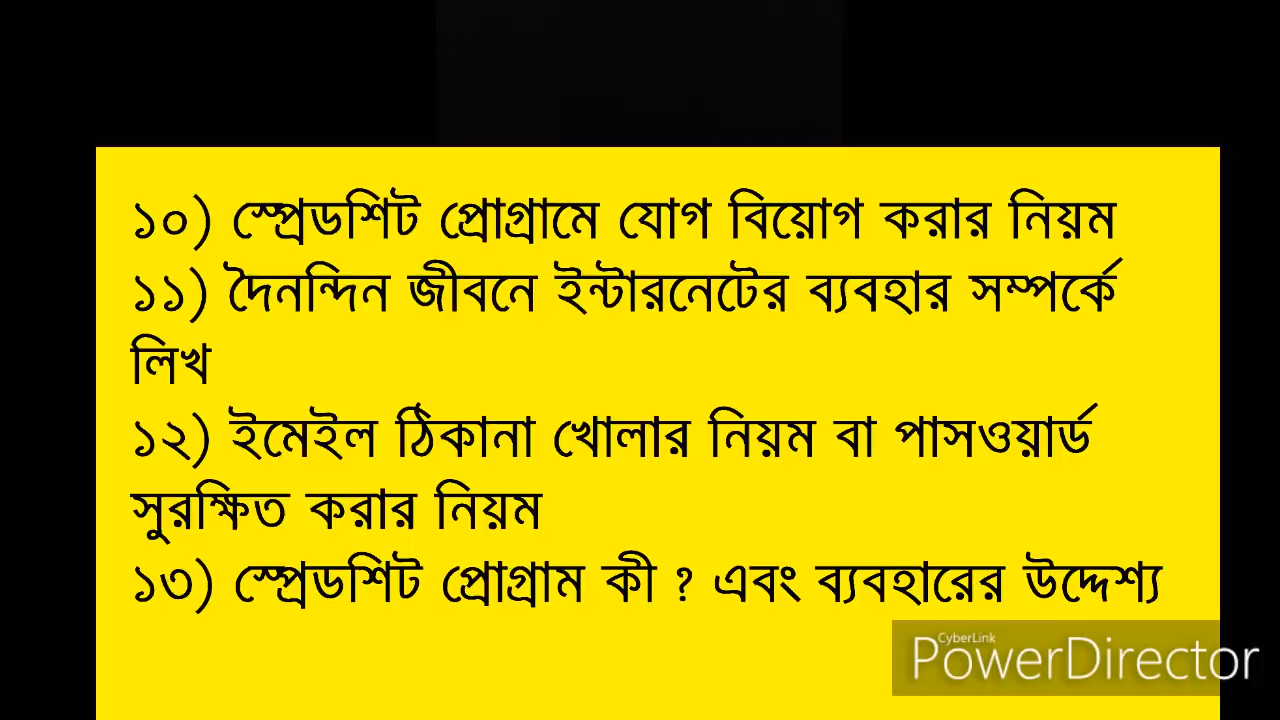 ১০) স্প্রেডশিট প্রোগ্রামে যোগ বিয়োগ করার নিয়ম
১১) দৈনন্দিন জীবনে ইন্টারনেটের ব্যবহার সম্পর্কে
লিখ
১২) ইমেইল ঠিকানা খোলার নিয়ম বা পাসওয়ার্ড
সুরক্ষিত করার নিয়ম
১৩) স্প্রেডশিট প্রোগ্রাম কী ? এবং ব্যবহারের উদ্দেশ্য
CyberLink
PowerDirector